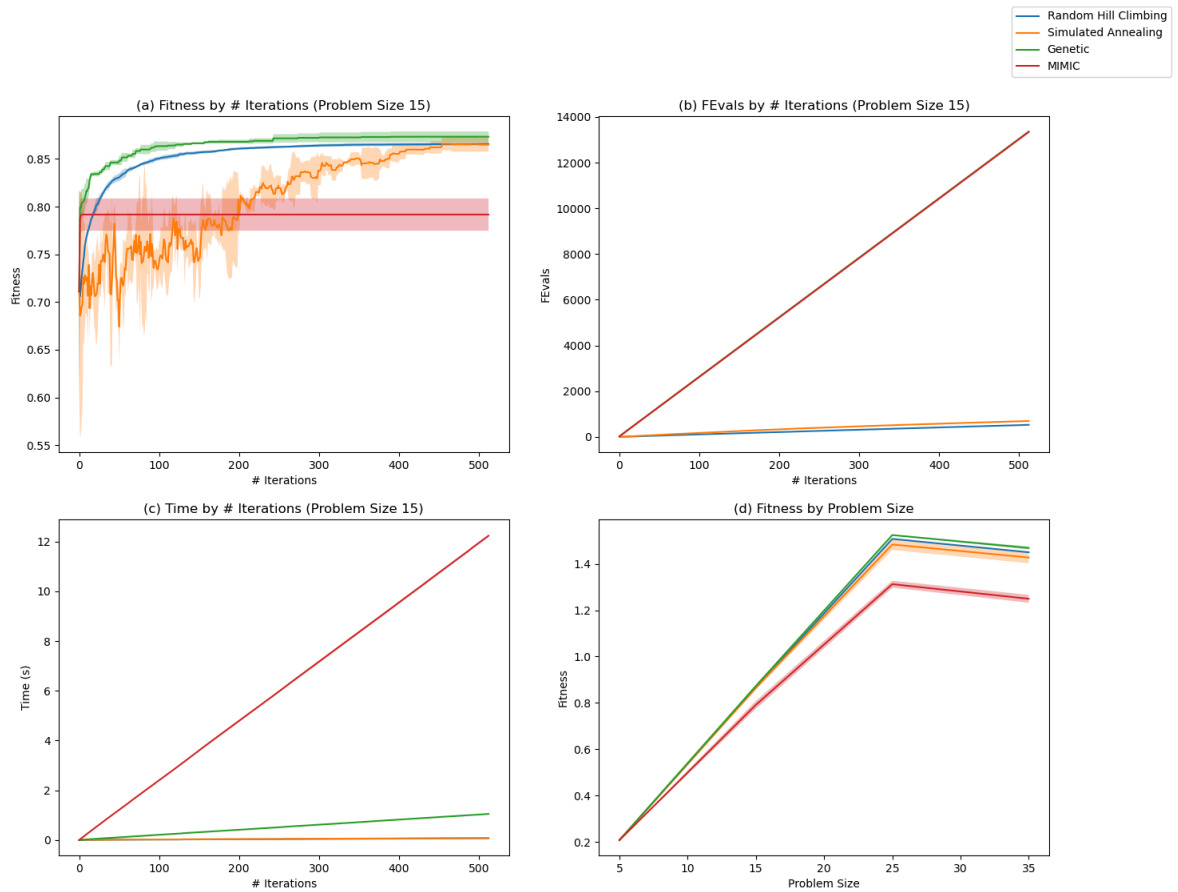 Random Hill Climbing
Simulated Annealing
Genetic
MIMIC
(a) Fitness by # Iterations (Problem Size 15)
Fitness
0.85
0.80
0.75
0.70
0.65
0.60
0.55
0 100 200 300 400 500
# Iterations
(b) FEvals by # Iterations (Problem Size 15)
FEvals
14000
12000
10000
8000
6000
4000
2000
0
0 100 200 300 400 500
# Iterations
(c) Time by # Iterations (Problem Size 15)
Time (s)
12
10
8
6
4
2
0
0 100 200 300 400 500
# Iterations
(d) Fitness by Problem Size
Fitness
1.4
1.2
1.0
0.8
0.6
0.4
0.2
5 10 15 20 25 30 35
Problem Size